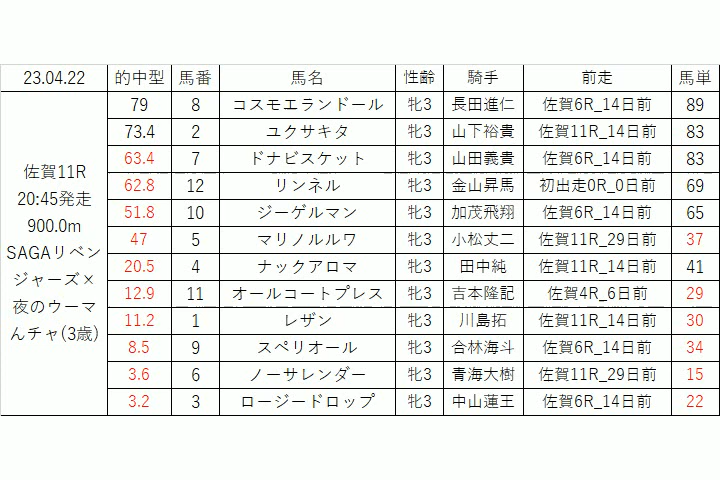 23.04.22 的中型 馬番 馬名 性齢 騎手 前走 馬単
佐賀11R
20:45発走
900.0m
SAGAリベン
ジャーズ×
夜のウーマ
んチャ(3歳)
79 8 コスモエランドール 牝3 長田進仁 佐賀6R_14日前 89
73.4 2 ユクサキタ 牝3 山下裕貴 佐賀11R_14日前 83
63.4 7 ドナビスケット 牝3 山田義貴 佐賀6R_14日前 83
62.8 12 リンネル 牝3 金山昇馬 初出走0R_0日前 69
51.8 10 ジーゲルマン 牝3 加茂飛翔 佐賀6R_14日前 65
47 5 マリノルルワ 牝3 小松丈二 佐賀11R_29日前 37
20.5 4 ナックアロマ 牝3 田中純 佐賀11R_14日前 41
12.9 11 オールコートプレス 牝3 吉本隆記 佐賀4R_6日前 29
11.2 1 レザン 牝3 川島拓 佐賀11R_14日前 30
8.5 9 スペリオール 牝3 合林海斗 佐賀6R_14日前 34
3.6 6 ノーサレンダー 牝3 青海大樹 佐賀11R_29日前 15
3.2 3 ロージードロップ 牝3 中山蓮王 佐賀6R_14日前 22